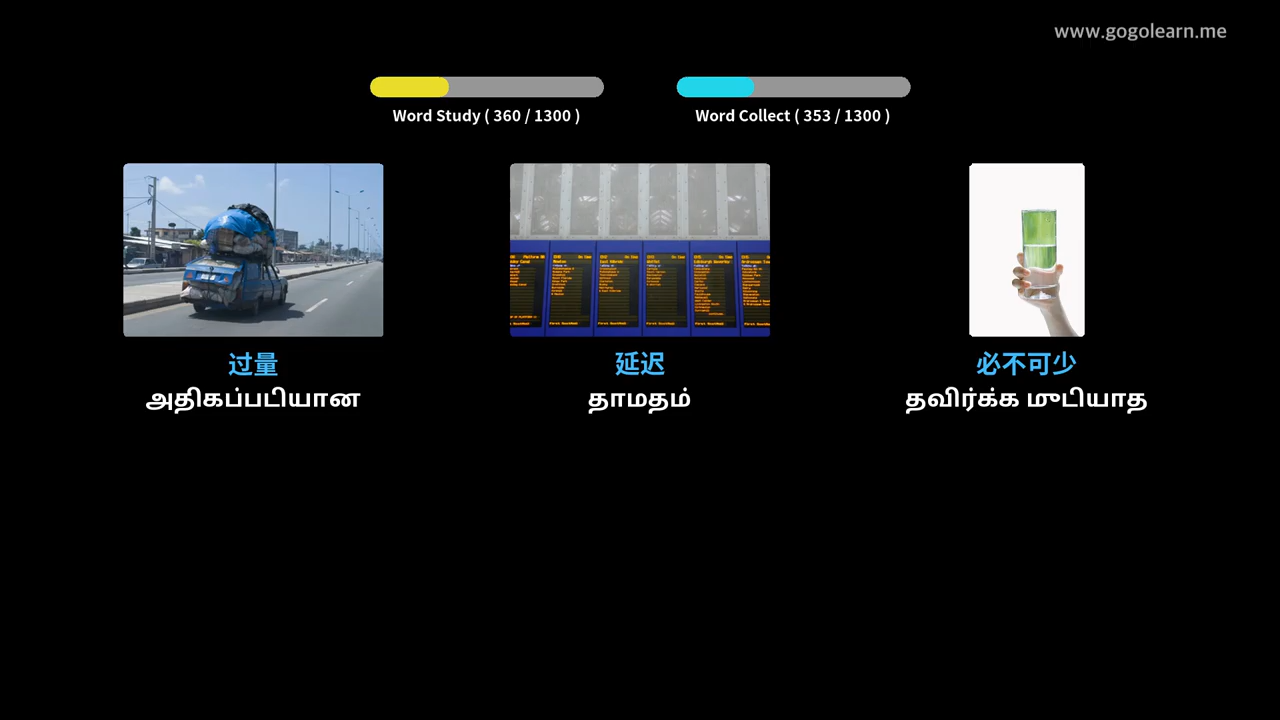 www.gogolearn.me
Word Study ( 360 / 1300 )
Word Collect ( 353 / 1300 )
过量
அதிகப்படியான
延迟
தாமதம்
必不可少
தவிர்க்க முடியாத